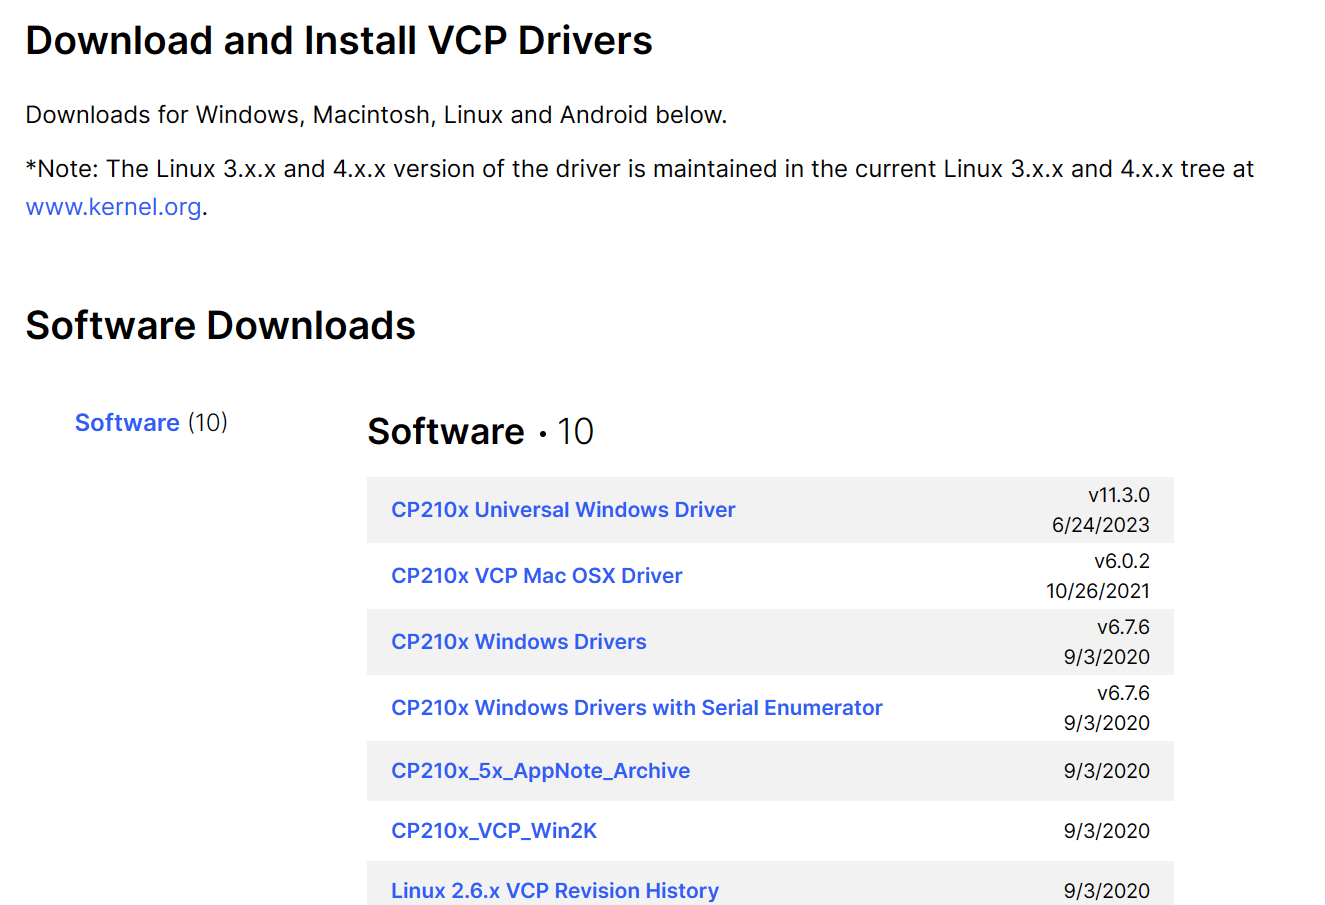 Download and Install VCP Drivers
Downloads for Windows, Macintosh, Linux and Android below.
*Note: The Linux 3.x.x and 4.x.x version of the driver is maintained in the current Linux 3.x.x and 4.x.x tree at
www.kernel.org.
Software Downloads
Software (10)
Software · 10
CP210x Universal Windows Driver
v11.3.0
6/24/2023
CP210x VCP Mac OSX Driver
v6.0.2
10/26/2021
CP210x Windows Drivers
v6.7.6
9/3/2020
CP210x Windows Drivers with Serial Enumerator
v6.7.6
9/3/2020
CP210x_5x_AppNote_Archive
9/3/2020
CP210x_VCP_Win2K
9/3/2020
Linux 2.6.x VCP Revision History
9/3/2020